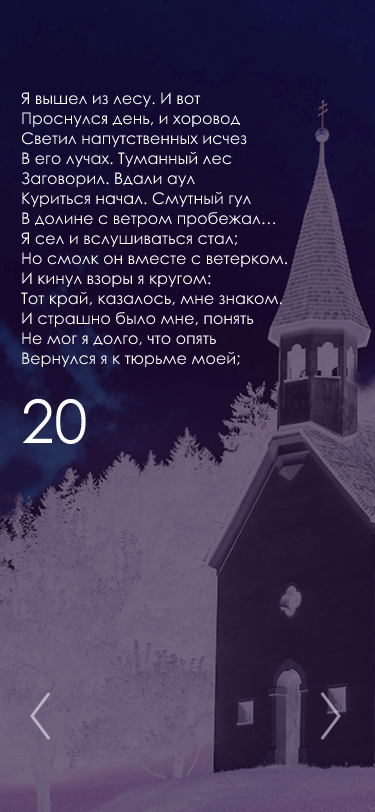 Я вышел из лесу. И вот
Проснулся день, и хоровод
Светил напутственных исчез
В его лучах. Туманный лес
Заговорил. Вдали аул
Куриться начал. Смутный гул
В долине с ветром пробежал...
Я сел и вслушиваться стал;
Но смолк он вместе с ветерком.
И кинул взоры я кругом:
Тот край, казалось, мне знаком.
И страшно было мне, понять
Не мог я долго, что опять
Вернулся я к тюрьме моей;
20